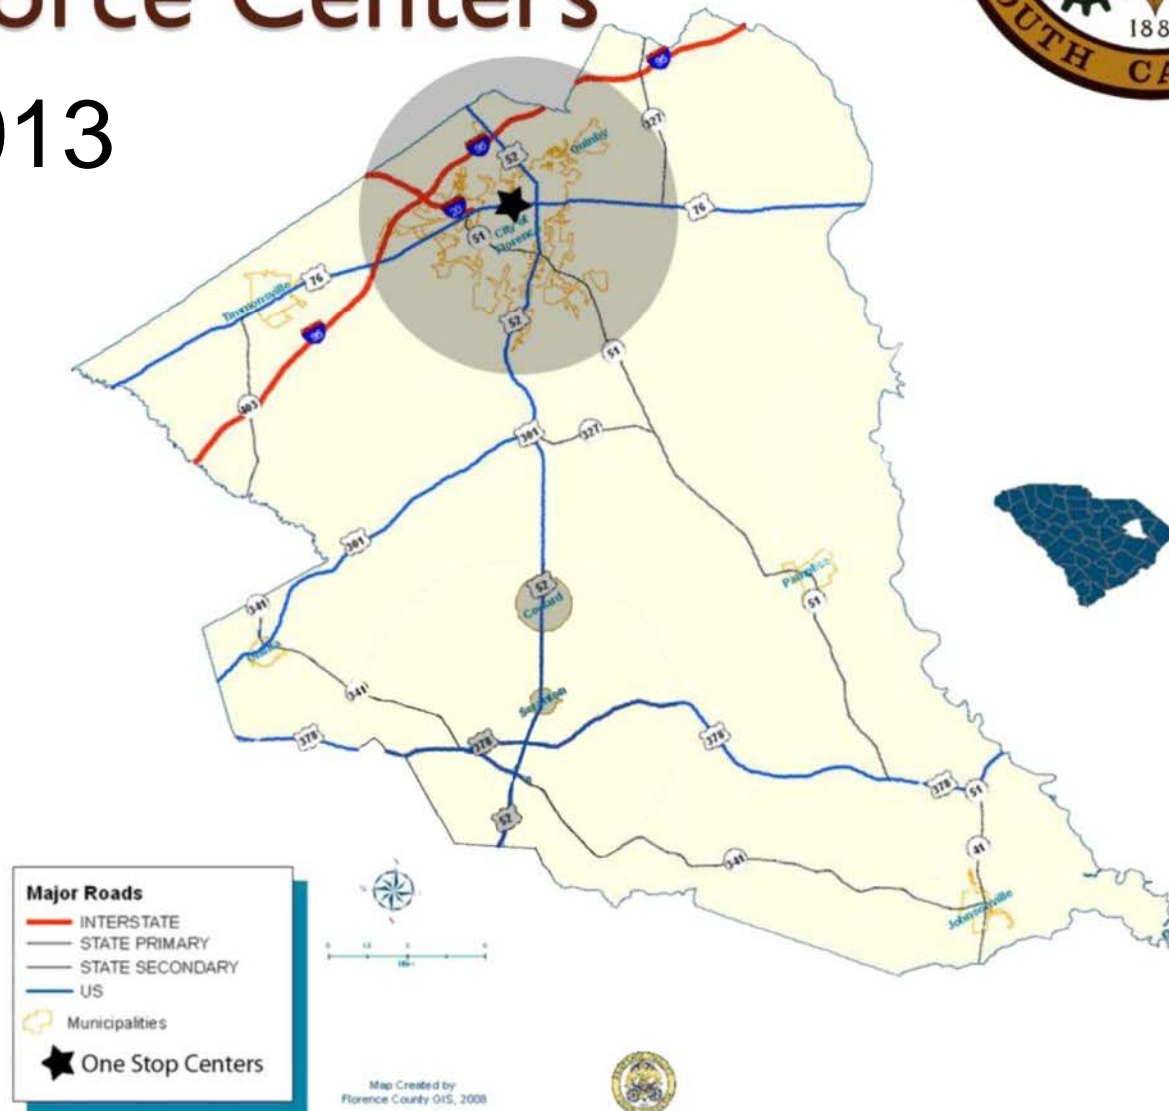 orce Centers
013
188
OUTH CA
95
327
52
Quinby
95
76
20
51
City of
Florence
76
Timmonsville
95
52
51
403
301
327
301
52
Coward
Pamplico
51
341
341
378
378
378
378
51
52
341
41
Johnsonville
Major Roads
INTERSTATE
STATE PRIMARY
STATE SECONDARY
US
Municipalities
One Stop Centers
Map Created by
Florence County GIS, 2008